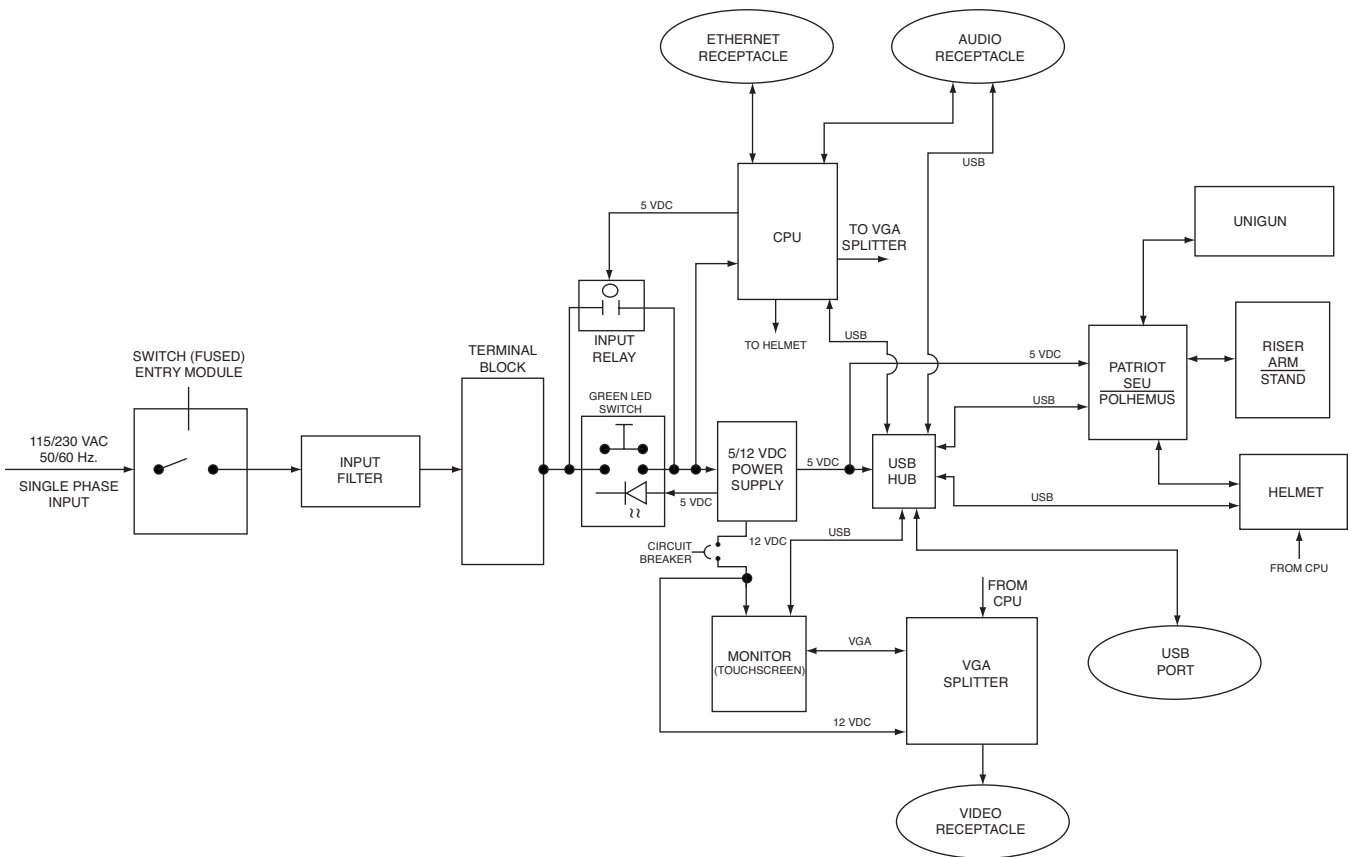 ETHERNET
RECEPTACLE
AUDIO
RECEPTACLE
USB
5 VDC
CPU
TO VGA
SPLITTER
UNIGUN
INPUT
RELAY
TO HELMET
USB
SWITCH (FUSED)
ENTRY MODULE
TERMINAL
BLOCK
5 VDC
PATRIOT
SEU
POLHEMUS
RISER
ARM
STAND
GREEN LED
SWITCH
USB
115/230 VAC
50/60 Hz.
SINGLE PHASE
INPUT
INPUT
FILTER
5/12 VDC
POWER
SUPPLY
5 VDC
USB
HUB
5 VDC
USB
HELMET
FROM CPU
CIRCUIT
BREAKER
12 VDC
USB
FROM
CPU
MONITOR
(TOUCHSCREEN)
VGA
VGA
SPLITTER
USB
PORT
12 VDC
VIDEO
RECEPTACLE